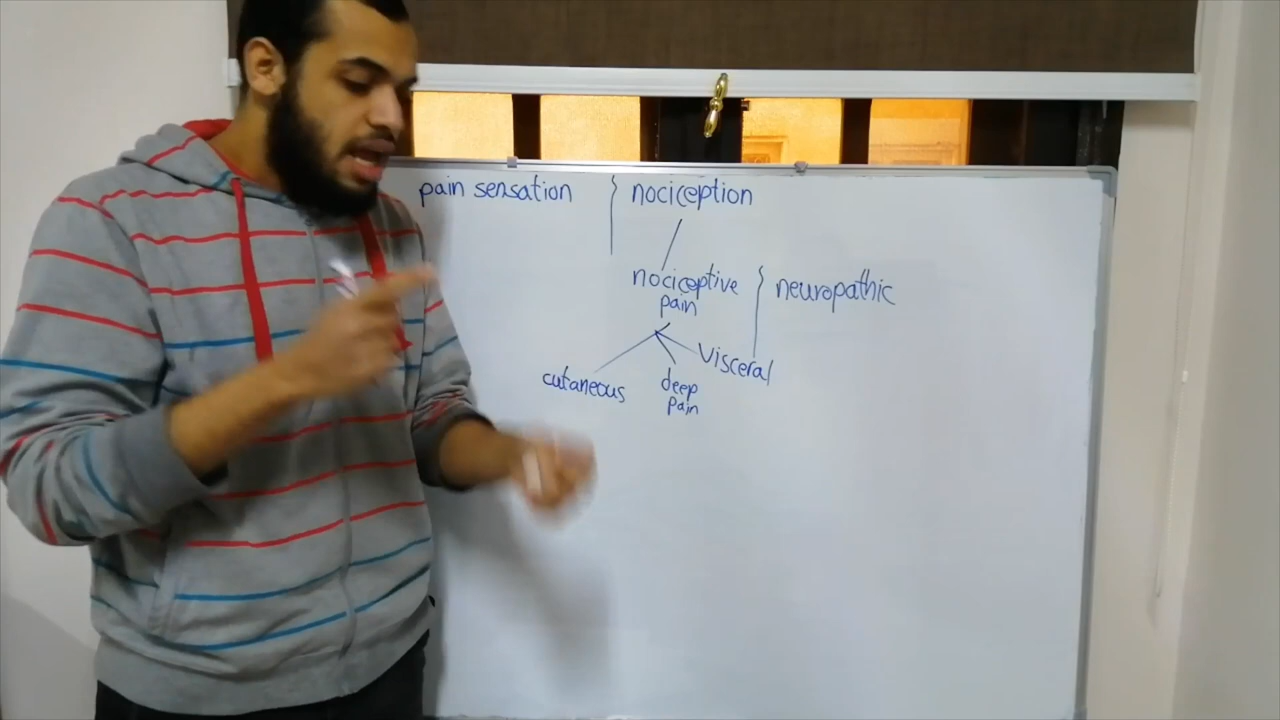 pain sensation
nociception
nociceptive
pain
neuropathic
cutaneous
deep
pain
visceral